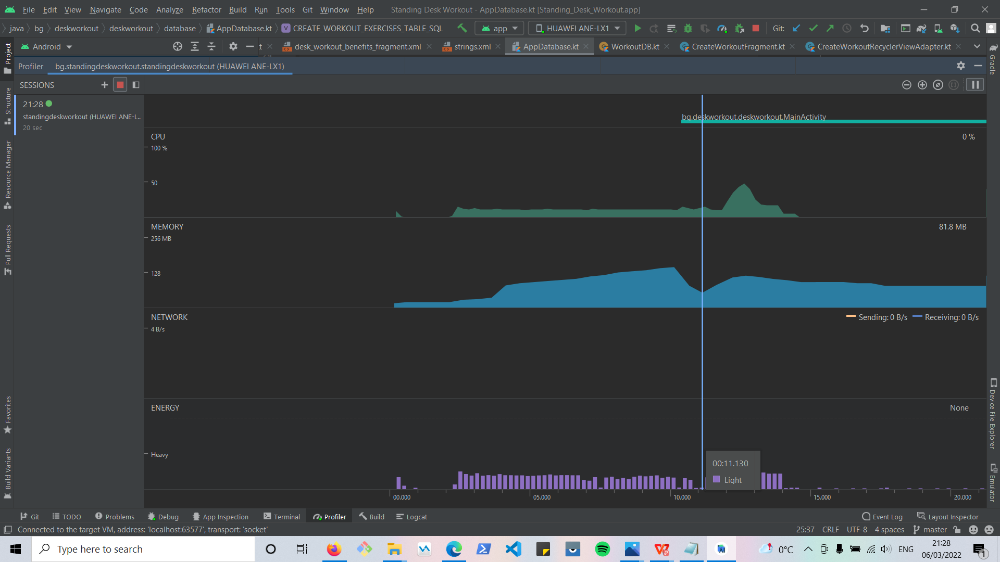 File Edit View Navigate Code Analyze Refactor Build Run Tools Git Window Help Standing Desk Workout - AppDatabase.kt [Standing_Desk_Workout.app]
java bg deskworkout deskworkout database AppDatabase.kt V CREATE_WORKOUT_EXERCISES_TABLE_SQL app HUAWEI ANE-LX1 Git:
Android desk_workout_benefits_fragment.xml strings.xml AppDatabase.kt WorkoutDB.kt CreateWorkoutFragment.kt CreateWorkoutRecyclerViewAdapter.kt
Profiler bg.standingdeskworkout.standingdeskworkout (HUAWEI ANE-LX1)
SESSIONS
21:28
standingdeskworkout (HUAWEI ANE-L..
20 sec
bg.deskworkout.deskworkout.MainActivity
CPU 0 %
100 %
50
MEMORY 81.8 MB
256 MB
128
NETWORK Sending: 0 B/s Receiving: 0 B/s
4 B/s
ENERGY None
Heavy
00:11.130
Light
00.000 05.000 10.000 15.000 20.000
Project
Structure
Resource Manager
Pull Requests
Favorites
Build Variants
Gradle
Device File Explorer
Emulator
Git TODO Problems Debug App Inspection Terminal Profiler Build Logcat Event Log Layout Inspector
Connected to the target VM, address: 'localhost:63577', transport: 'socket' 25:37 CRLF UTF-8 4 spaces master
Type here to search 0°C ENG 21:28
06/03/2022 1